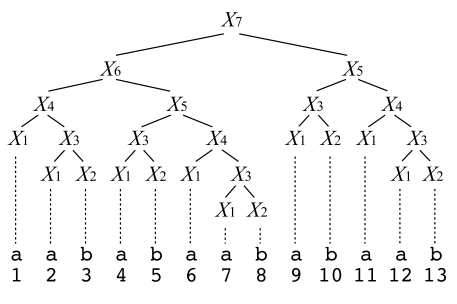 X7
X6 X5
X4 X5 X3 X4
X1 X3 X3 X4 X1 X2 X1 X3
X1 X2 X1 X2 X1 X3 X1 X2
X1 X2
a a b a b a a b a b a a b
1 2 3 4 5 6 7 8 9 10 11 12 13